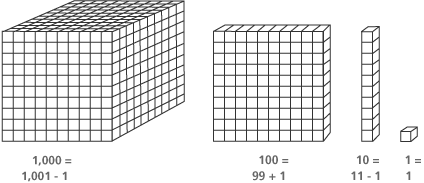 1,000 =
1,001 - 1
100 =
99 + 1
10 =
11 - 1
1 =
1